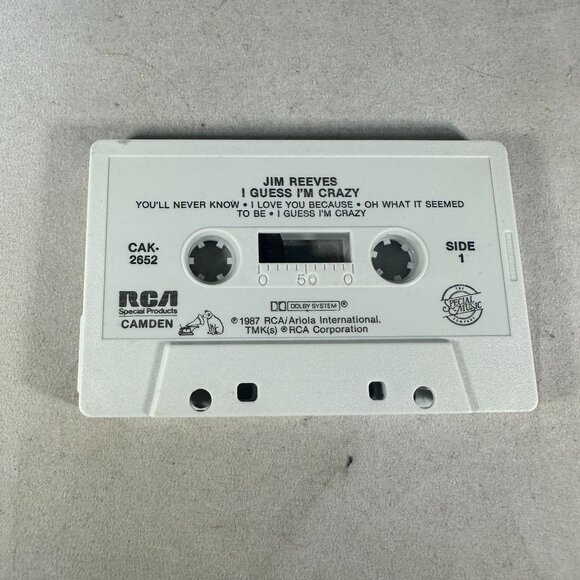 JIM REEVES
I GUESS I'M CRAZY
YOU'LL NEVER KNOW • I LOVE YOU BECAUSE • OH WHAT IT SEEMED
TO BE • I GUESS I'M CRAZY
CAK-
2652
SIDE
1
0 50 0
RCA
Special Products
CAMDEN
DOLBY SYSTEM ®
THE
SPECIAL MUSIC
COMPANY
℗1987 RCA/Ariola International.
TMK(s) ®RCA Corporation